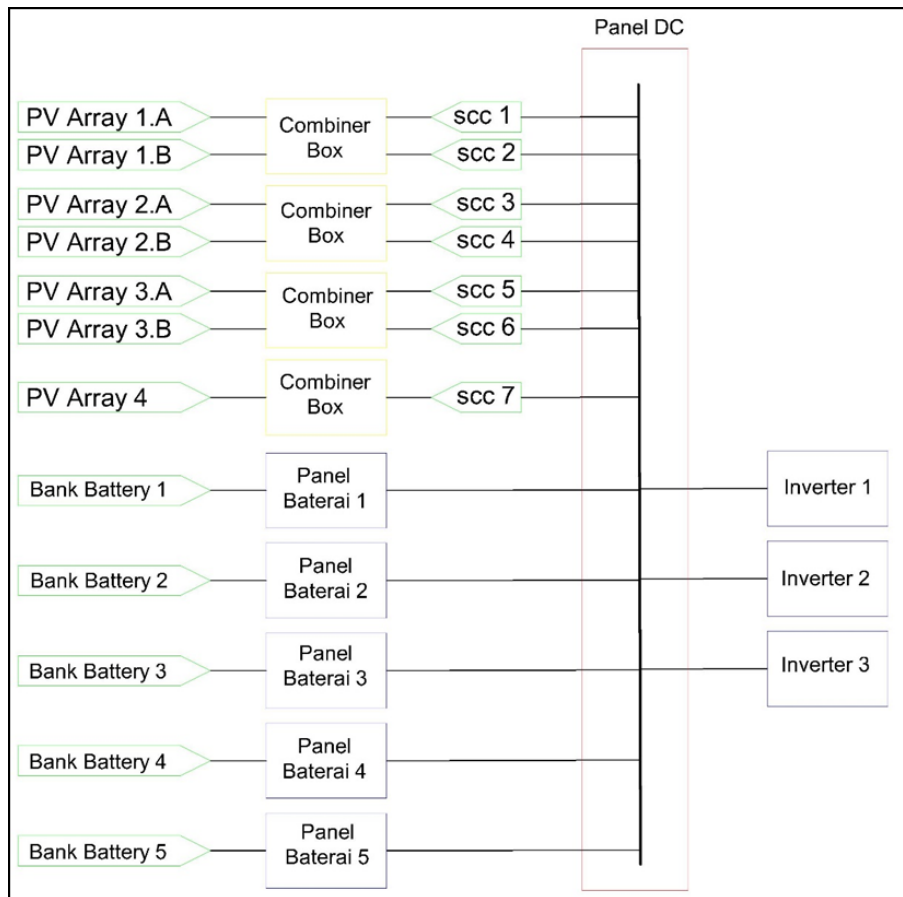 Panel DC
PV Array 1.A
Combiner
Box
scc 1
PV Array 1.B
scc 2
PV Array 2.A
Combiner
Box
scc 3
PV Array 2.B
scc 4
PV Array 3.A
Combiner
Box
scc 5
PV Array 3.B
scc 6
PV Array 4
Combiner
Box
scc 7
Bank Battery 1
Panel
Baterai 1
Inverter 1
Bank Battery 2
Panel
Baterai 2
Inverter 2
Bank Battery 3
Panel
Baterai 3
Inverter 3
Bank Battery 4
Panel
Baterai 4
Bank Battery 5
Panel
Baterai 5